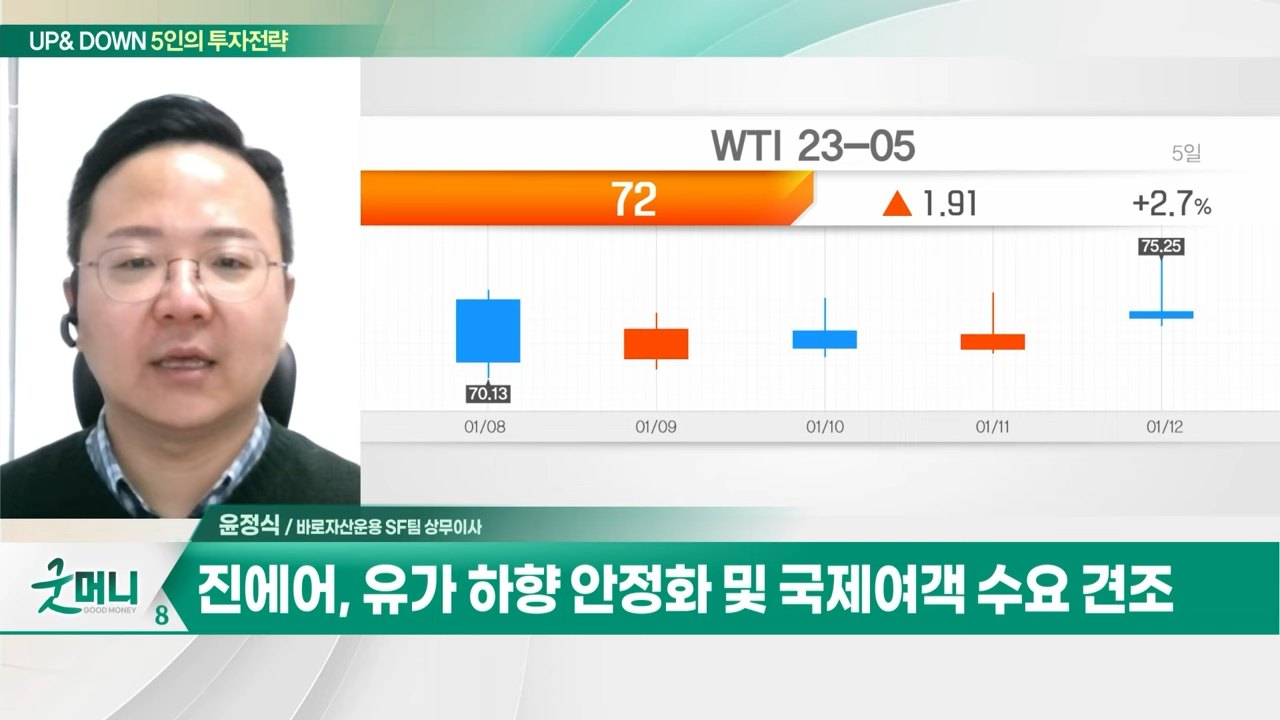 UP& DOWN 5인의 투자전략
WTI 23-05
5일
72 ▲ 1.91 +2.7%
75.25
70.13
01/08 01/09 01/10 01/11 01/12
윤정식 / 바로자산운용 SF팀 상무이사
굿머니
GOOD MONEY
8
진에어, 유가 하향 안정화 및 국제여객 수요 견조